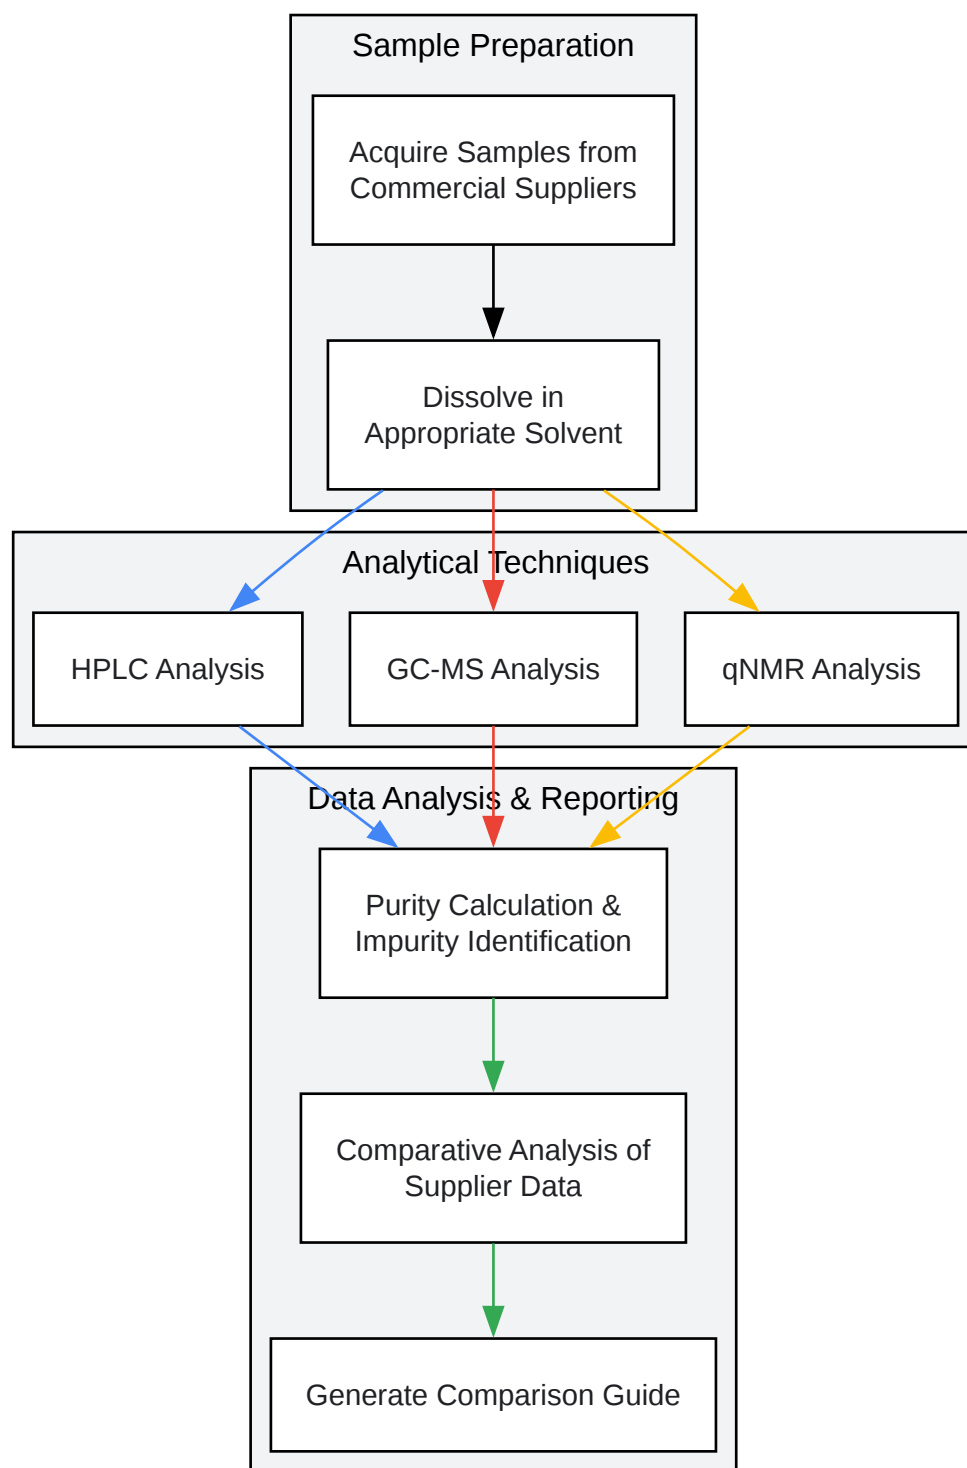 Sample Preparation
Acquire Samples from
Commercial Suppliers
Dissolve in
Appropriate Solvent
Analytical Techniques
HPLC Analysis
GC-MS Analysis
qNMR Analysis
Data Analysis & Reporting
Purity Calculation &
Impurity Identification
Comparative Analysis of
Supplier Data
Generate Comparison Guide